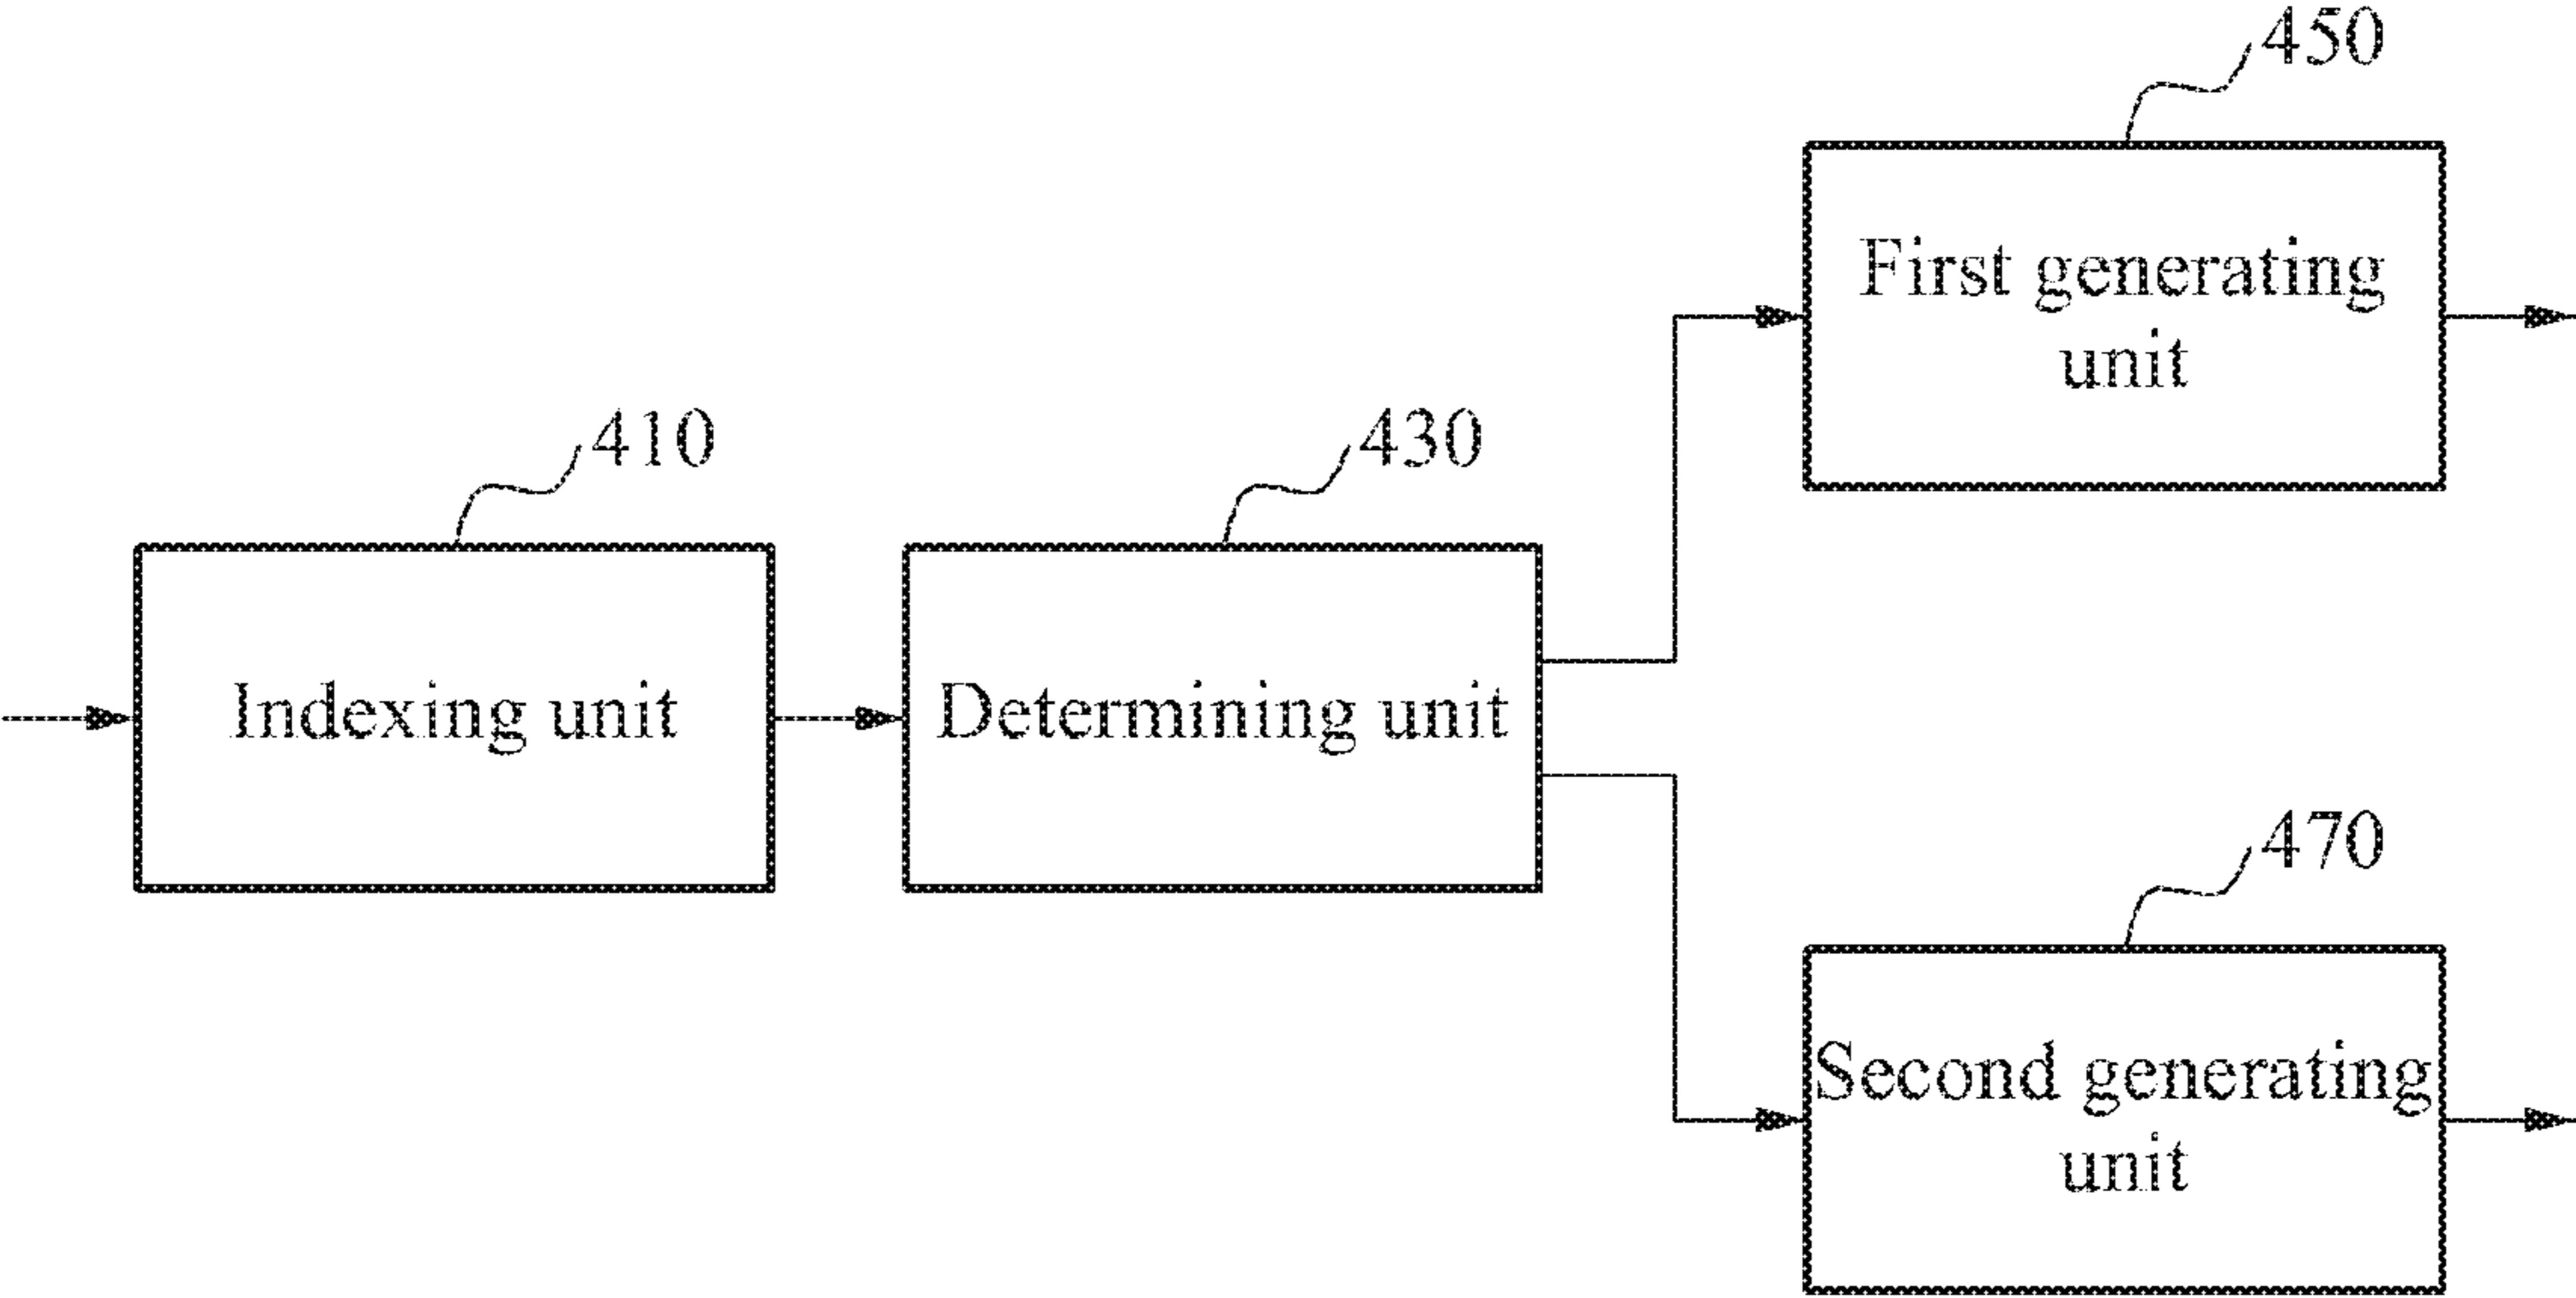 450
First generating
unit
410
430
Indexing unit
Determining unit
470
Second generating
unit